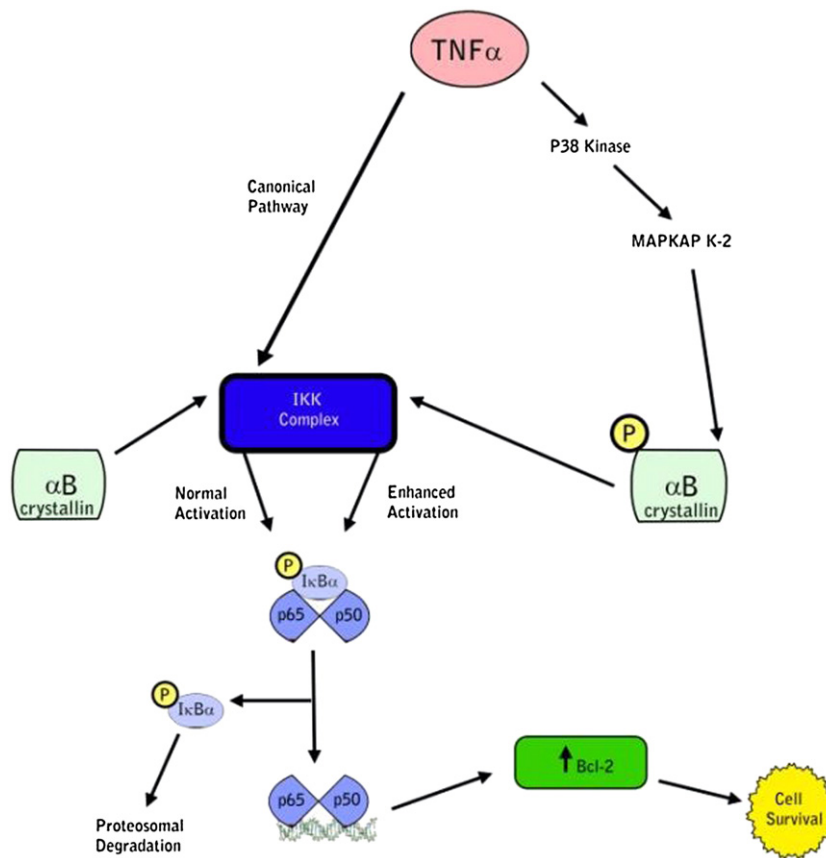 TNFα
P38 Kinase
Canonical
Pathway
MAPKAP K-2
IKK
Complex
P
αB
crystallin
αB
crystallin
Normal
Activation
Enhanced
Activation
P
IκBα
p65
p50
P
IκBα
Bcl-2
p65
p50
Cell
Survival
Proteosomal
Degradation